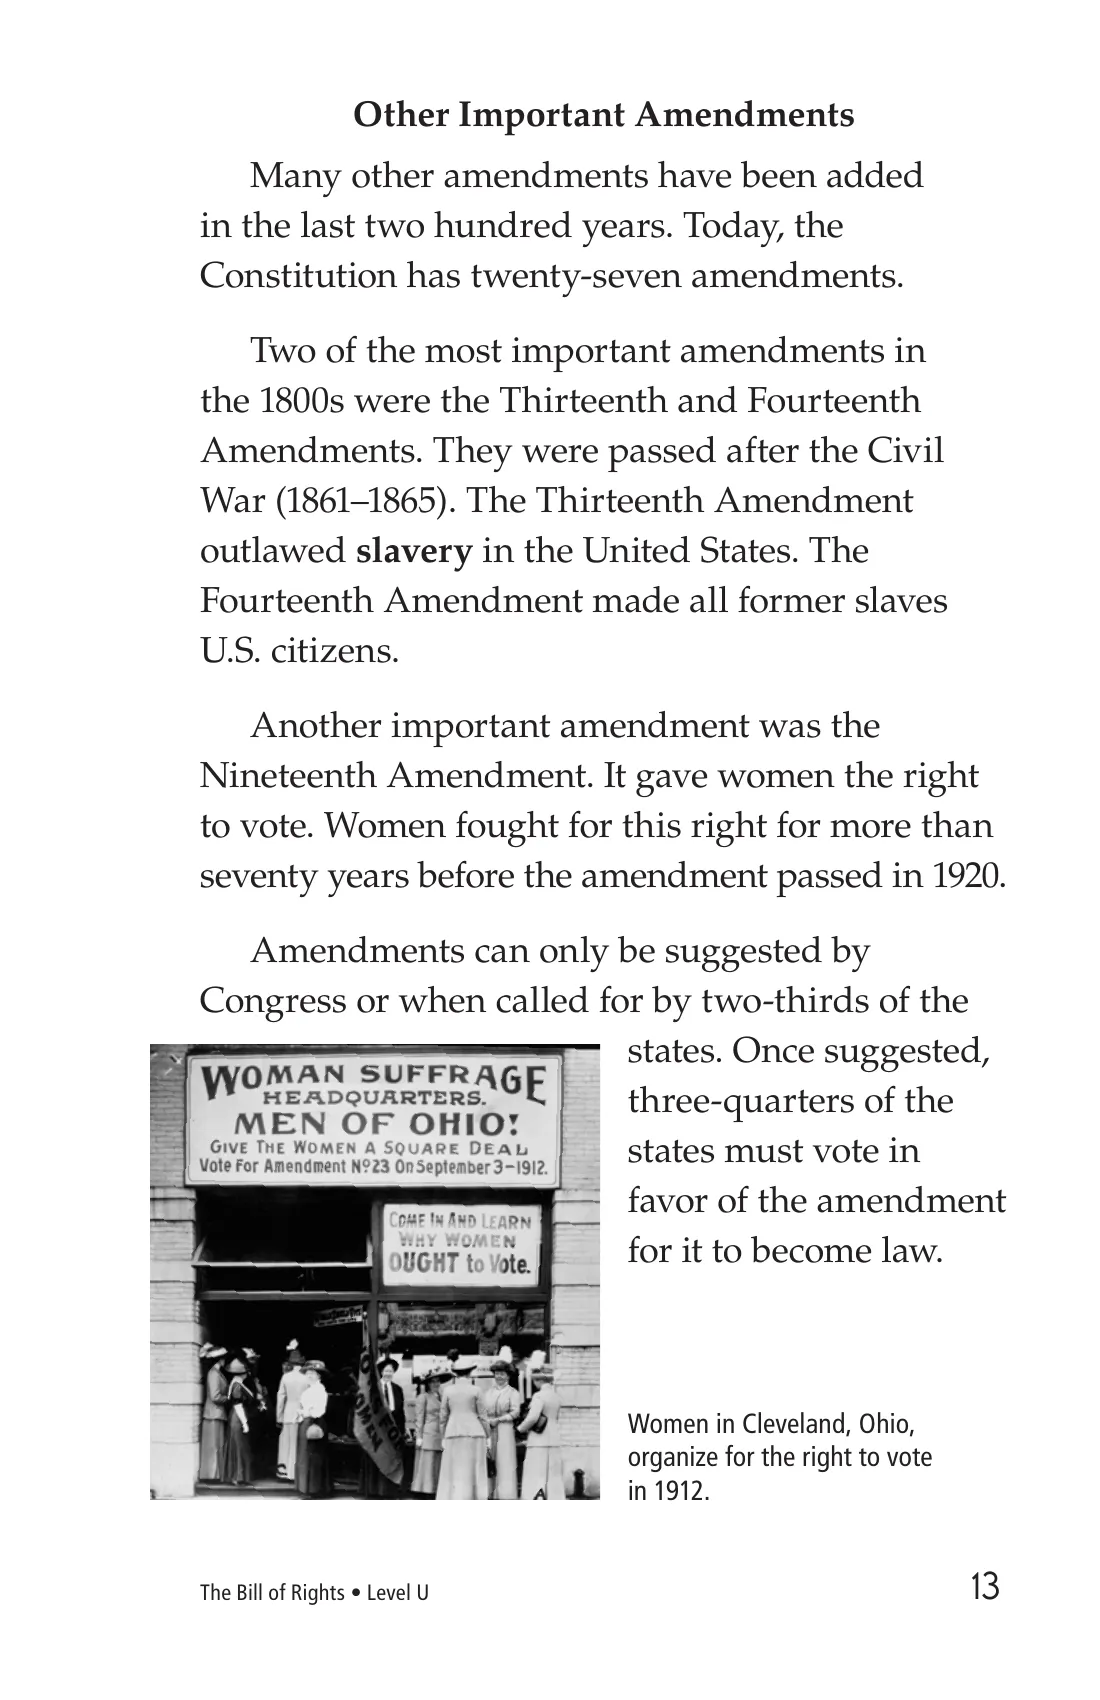 Other Important Amendments
Many other amendments have been added
in the last two hundred years. Today, the
Constitution has twenty-seven amendments.
Two of the most important amendments in
the 1800s were the Thirteenth and Fourteenth
Amendments. They were passed after the Civil
War (1861–1865). The Thirteenth Amendment
outlawed slavery in the United States. The
Fourteenth Amendment made all former slaves
U.S. citizens.
Another important amendment was the
Nineteenth Amendment. It gave women the right
to vote. Women fought for this right for more than
seventy years before the amendment passed in 1920.
Amendments can only be suggested by
Congress or when called for by two-thirds of the
states. Once suggested,
three-quarters of the
states must vote in
favor of the amendment
for it to become law.
WOMAN SUFFRAGE
HEADQUARTERS.
MEN OF OHIO!
GIVE THE WOMEN A SQUARE DEAL
Vote For Amendment Nº23 On September 3-1912.
COME IN AND LEARN
WHY WOMEN
OUGHT to Vote.
WOMEN
Women in Cleveland, Ohio,
organize for the right to vote
in 1912.
The Bill of Rights • Level U
13